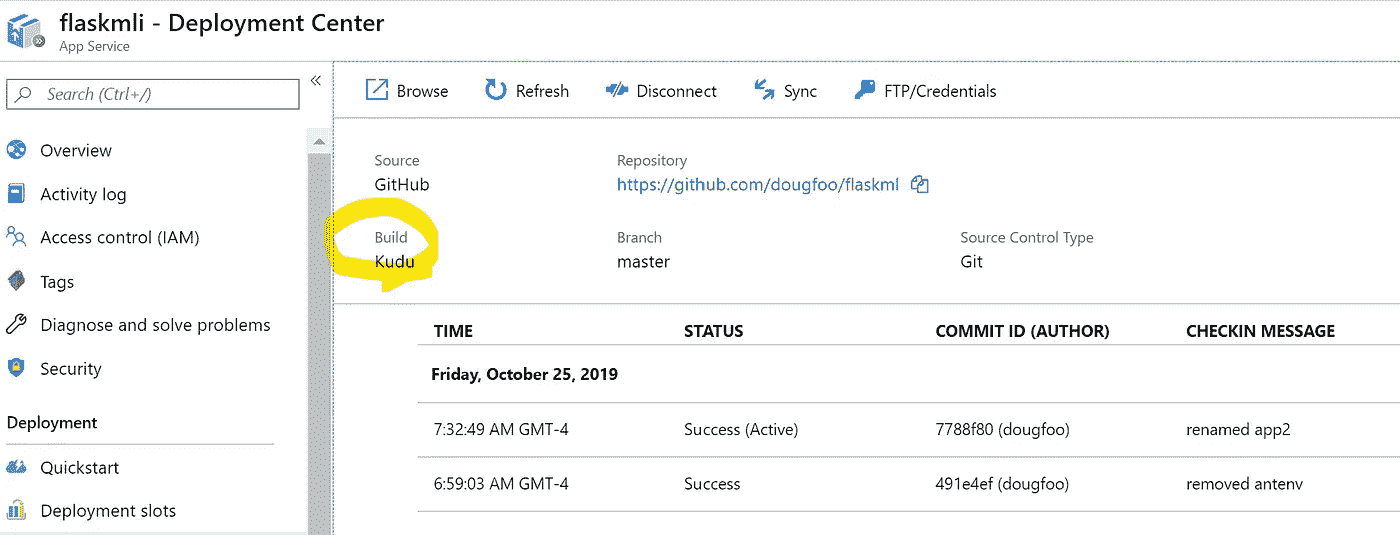 flaskmli - Deployment Center
App Service
Search (Ctrl+/)
«
Overview
Activity log
Access control (IAM)
Tags
Diagnose and solve problems
Security
Deployment
Quickstart
Deployment slots
Browse Refresh Disconnect Sync FTP/Credentials
Source Repository
GitHub https://github.com/dougfoo/flaskml
Build Branch Source Control Type
Kudu master Git
TIME STATUS COMMIT ID (AUTHOR) CHECKIN MESSAGE
Friday, October 25, 2019
7:32:49 AM GMT-4 Success (Active) 7788f80 (dougfoo) renamed app2
6:59:03 AM GMT-4 Success 491e4ef (dougfoo) removed antenv